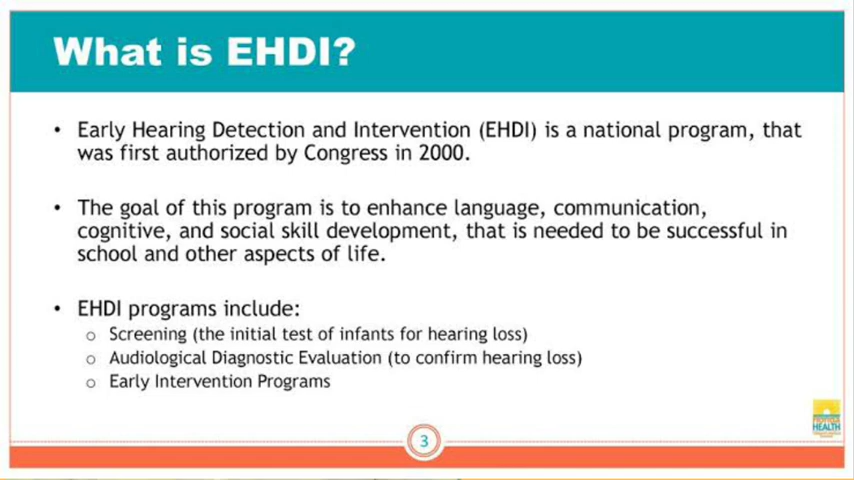 What is EHDI?
• Early Hearing Detection and Intervention (EHDI) is a national program, that
was first authorized by Congress in 2000.
• The goal of this program is to enhance language, communication,
cognitive, and social skill development, that is needed to be successful in
school and other aspects of life.
• EHDI programs include:
o Screening (the initial test of infants for hearing loss)
o Audiological Diagnostic Evaluation (to confirm hearing loss)
o Early Intervention Programs
HEALTH
3